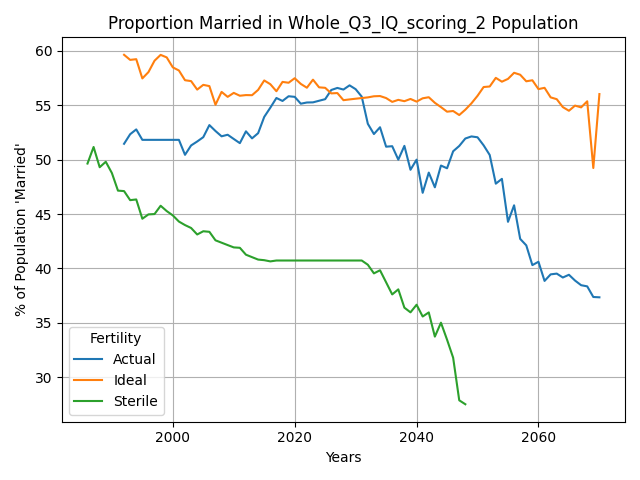 Proportion Married in Whole_Q3_IQ_scoring_2 Population
60
55
50
45
40
35
30
% of Population 'Married'
Fertility
Actual
Ideal
Sterile
2000
2020
2040
2060
Years